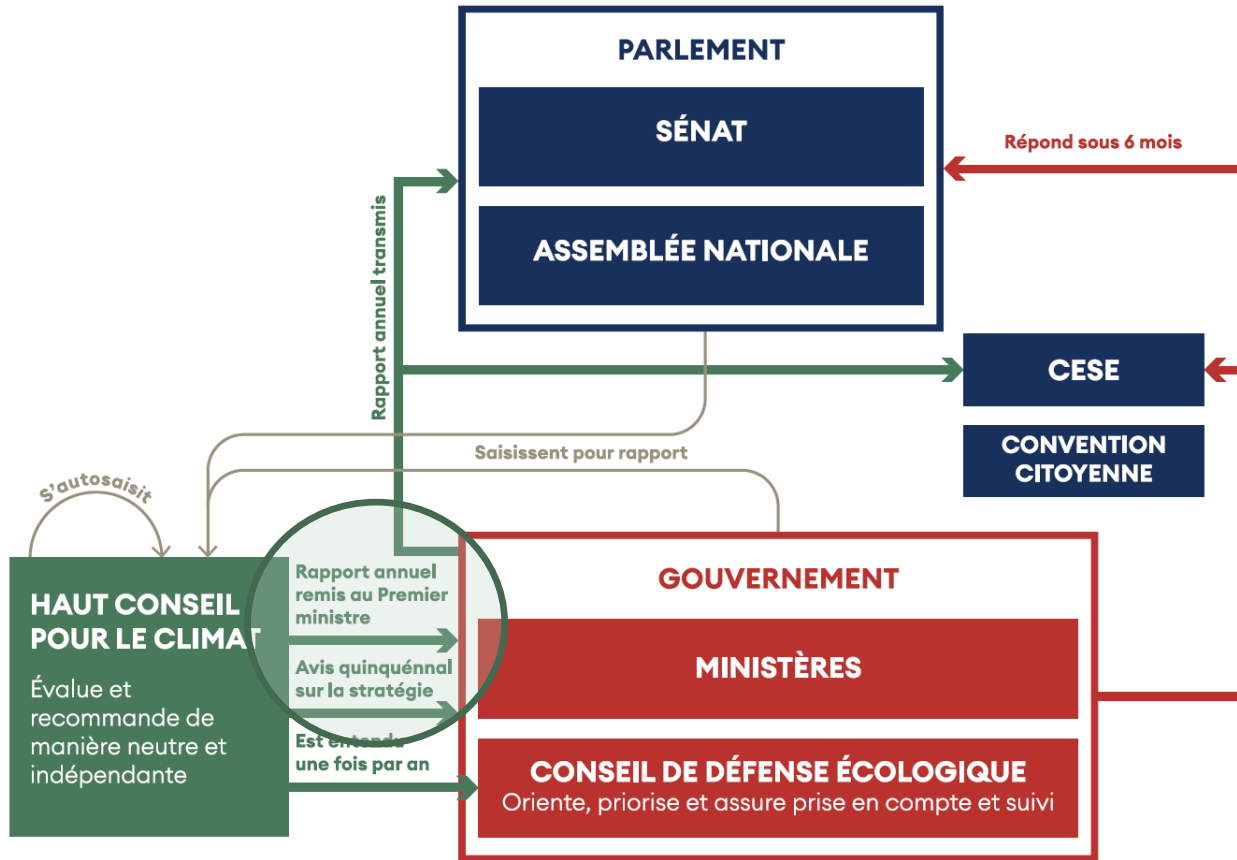 PARLEMENT
SÉNAT
ASSEMBLÉE NATIONALE
Répond sous 6 mois
Rapport annuel transmis
CESE
CONVENTION
CITOYENNE
Saisissent pour rapport
S'autosaisit
HAUT CONSEIL
POUR LE CLIMAT
Évalue et
recommande de
manière neutre et
indépendante
Rapport annuel
remis au Premier
ministre
Avis quinquénnal
sur la stratégie
Est entendu
une fois par an
GOUVERNEMENT
MINISTÈRES
CONSEIL DE DÉFENSE ÉCOLOGIQUE
Oriente, priorise et assure prise en compte et suivi